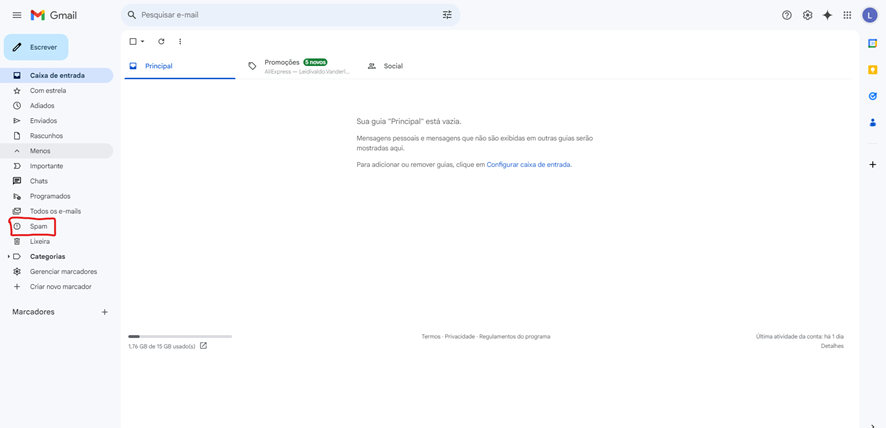 Gmail
Pesquisar e-mail
L
Escrever
Caixa de entrada
Com estrela
Adiados
Enviados
Rascunhos
Menos
Importante
Chats
Programados
Todos os e-mails
Spam
Lixeira
Categorias
Gerenciar marcadores
Criar novo marcador
Marcadores
Principal
Promoções 5 novos
AliExpress — Leidivaldo,Vanderl...
Social
Sua guia "Principal" está vazia.
Mensagens pessoais e mensagens que não são exibidas em outras guias serão
mostradas aqui.
Para adicionar ou remover guias, clique em Configurar caixa de entrada.
1,76 GB de 15 GB usado(s)
Termos · Privacidade · Regulamentos do programa
Última atividade da conta: há 1 dia
Detalhes